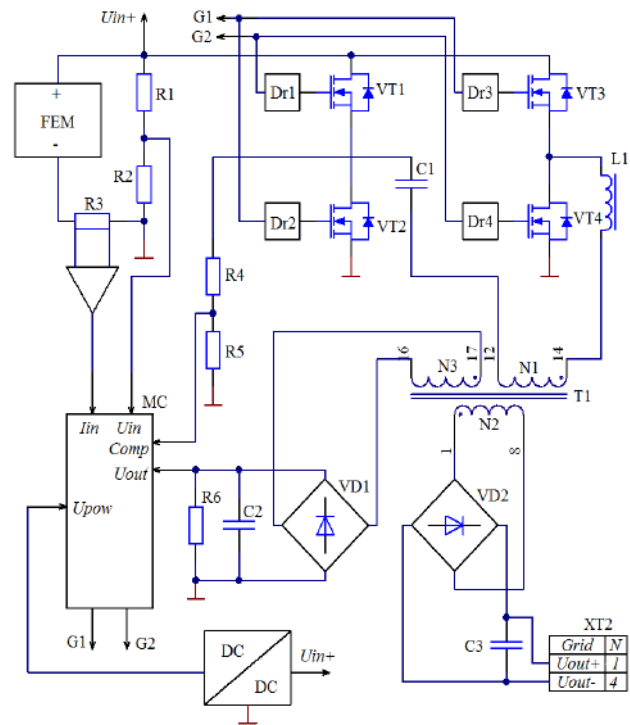 Uin+
G1
G2
+
FEM
-
R1
R2
R3
Dr1
VT1
Dr3
VT3
L1
C1
Dr2
VT2
Dr4
VT4
R4
R5
16
17
12
14
N3
N1
T1
N2
1
8
MC
Iin
Uin
Comp
Uout
Upow
R6
C2
VD1
VD2
G1
G2
DC
DC
Uin+
C3
XT2
Grid N
Uout+ 1
Uout- 4